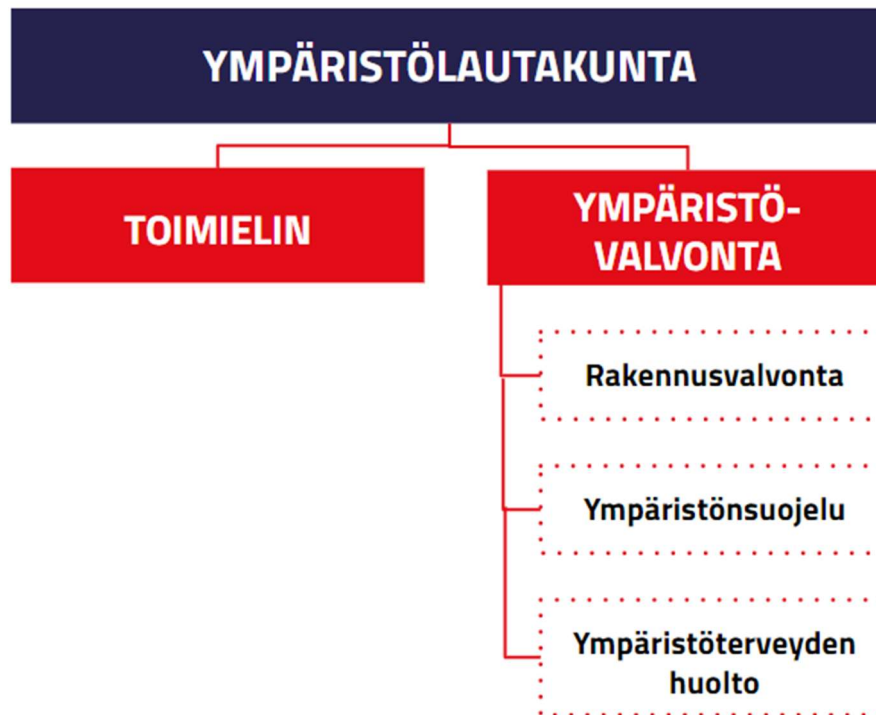 YMPÄRISTÖLAUTAKUNTA
TOIMIELIN
YMPÄRISTÖ-
VALVONTA
Rakennusvalvonta
Ympäristönsuojelu
Ympäristöterveyden
huolto